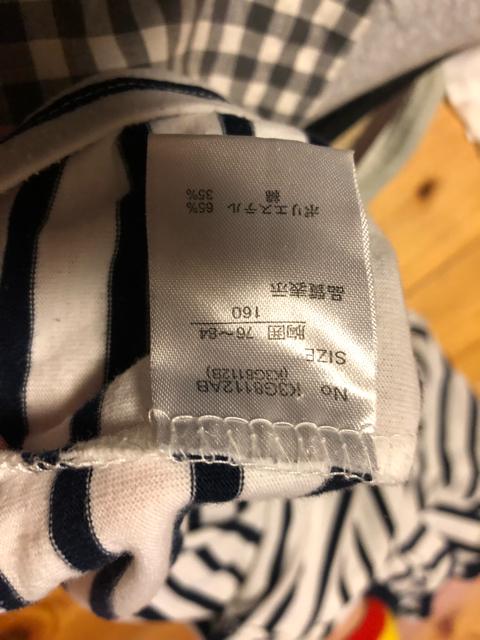 No K3G8112AB
(K3G6112B)
SIZE
胸囲 76〜84
160
品質表示
ポリエステル 65%
綿 35%